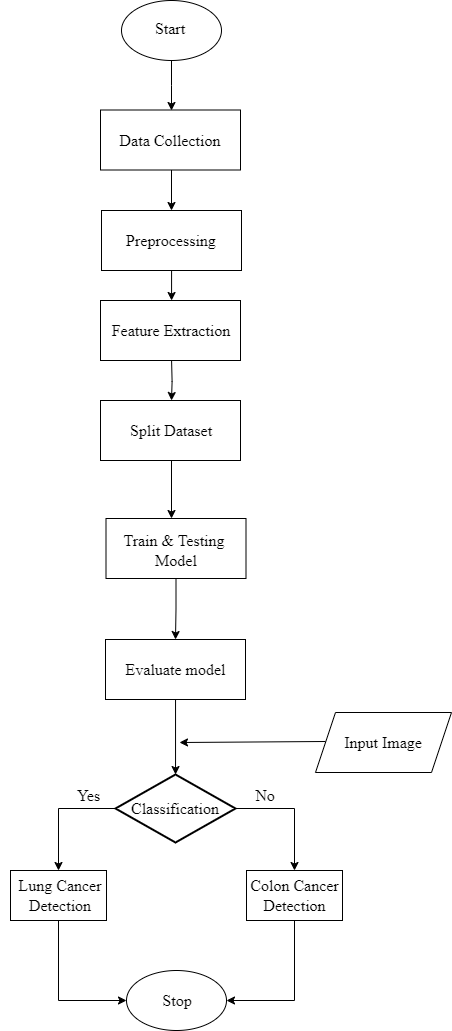 Start
Data Collection
Preprocessing
Feature Extraction
Split Dataset
Train & Testing
Model
Evaluate model
Input Image
Classification
Yes
No
Lung Cancer
Detection
Colon Cancer
Detection
Stop